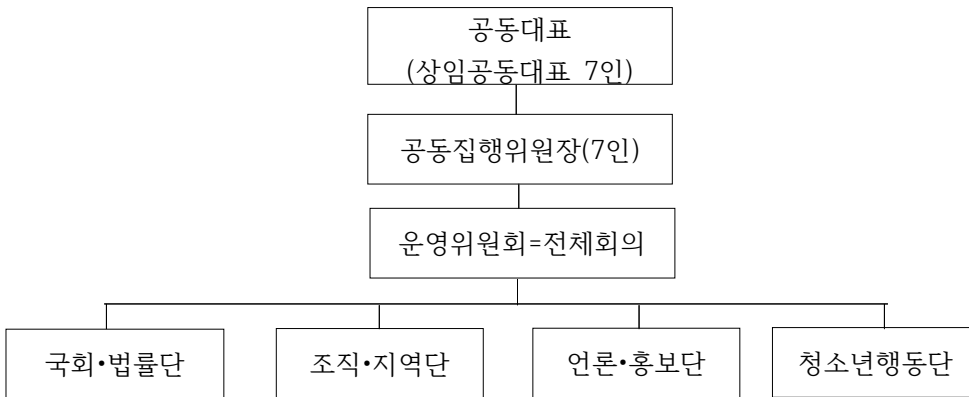 공동대표
(상임공동대표 7인)
공동집행위원장(7인)
운영위원회=전체회의
국회•법률단
조직•지역단
언론•홍보단
청소년행동단